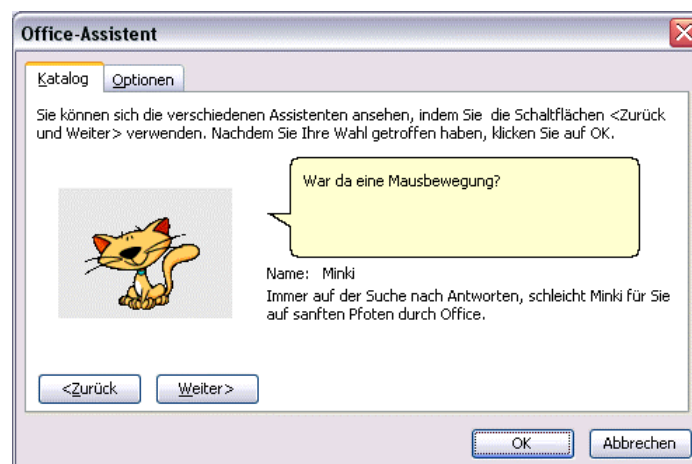 Office-Assistent
Katalog
Optionen
Sie können sich die verschiedenen Assistenten ansehen, indem Sie die Schaltflächen <Zurück
und Weiter> verwenden. Nachdem Sie Ihre Wahl getroffen haben, klicken Sie auf OK.
War da eine Mausbewegung?
Name: Minki
Immer auf der Suche nach Antworten, schleicht Minki für Sie
auf sanften Pfoten durch Office.
<Zurück
Weiter>
OK
Abbrechen